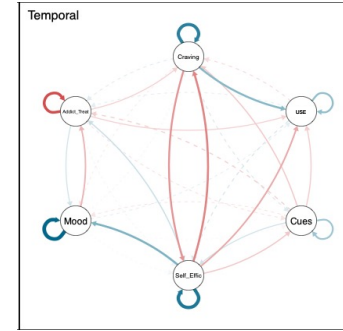 Temporal
Craving
Addict_Treat
USE
Mood
Cues
Self_Effic